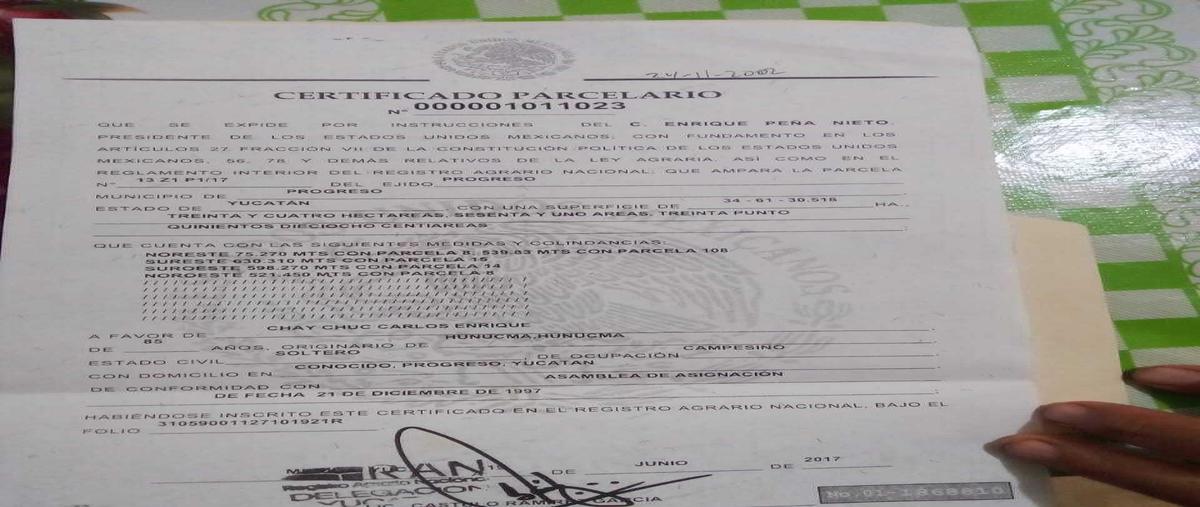 24-11-2002
CERTIFICADO PARCELARIO
N° 000001011023
QUE SE EXPIDE POR INSTRUCCIONES DEL C. ENRIQUE PEÑA NIETO,
PRESIDENTE DE LOS ESTADOS UNIDOS MEXICANOS; CON FUNDAMENTO EN LOS
ARTÍCULOS 27 FRACCIÓN VII DE LA CONSTITUCIÓN POLÍTICA DE LOS ESTADOS UNIDOS
MEXICANOS, 56, 78 Y DEMÁS RELATIVOS DE LA LEY AGRARIA, ASÍ COMO EN EL
REGLAMENTO INTERIOR DEL REGISTRO AGRARIO NACIONAL; QUE AMPARA LA PARCELA
N° 13 Z1 P1/17 DEL EJIDO PROGRESO
MUNICIPIO DE PROGRESO
ESTADO DE YUCATÁN CON UNA SUPERFICIE DE 34 - 61 - 30.518 HA.,
TREINTA Y CUATRO HECTAREAS, SESENTA Y UNO AREAS, TREINTA PUNTO
QUINIENTOS DIECIOCHO CENTIAREAS
QUE CUENTA CON LAS SIGUIENTES MEDIDAS Y COLINDANCIAS:
NORESTE 75.270 MTS CON PARCELA 8, 539.83 MTS CON PARCELA 108
SURESTE 630.310 MTS CON PARCELA 15
SUROESTE 598.270 MTS CON PARCELA 14
NOROESTE 521.450 MTS CON PARCELA 8
A FAVOR DE CHAY CHUC CARLOS ENRIQUE
DE 85 AÑOS, ORIGINARIO DE HUNUCMA,HUNUCMA
ESTADO CIVIL SOLTERO, DE OCUPACIÓN CAMPESINO
CON DOMICILIO EN CONOCIDO, PROGRESO, YUCATAN
DE CONFORMIDAD CON ASAMBLEA DE ASIGNACIÓN
DE FECHA 21 DE DICIEMBRE DE 1997
HABIÉNDOSE INSCRITO ESTE CERTIFICADO EN EL REGISTRO AGRARIO NACIONAL, BAJO EL
FOLIO 31059001127101921R
RAN
DE JUNIO DE 2017
DELEGACIÓN
No.01-1868810